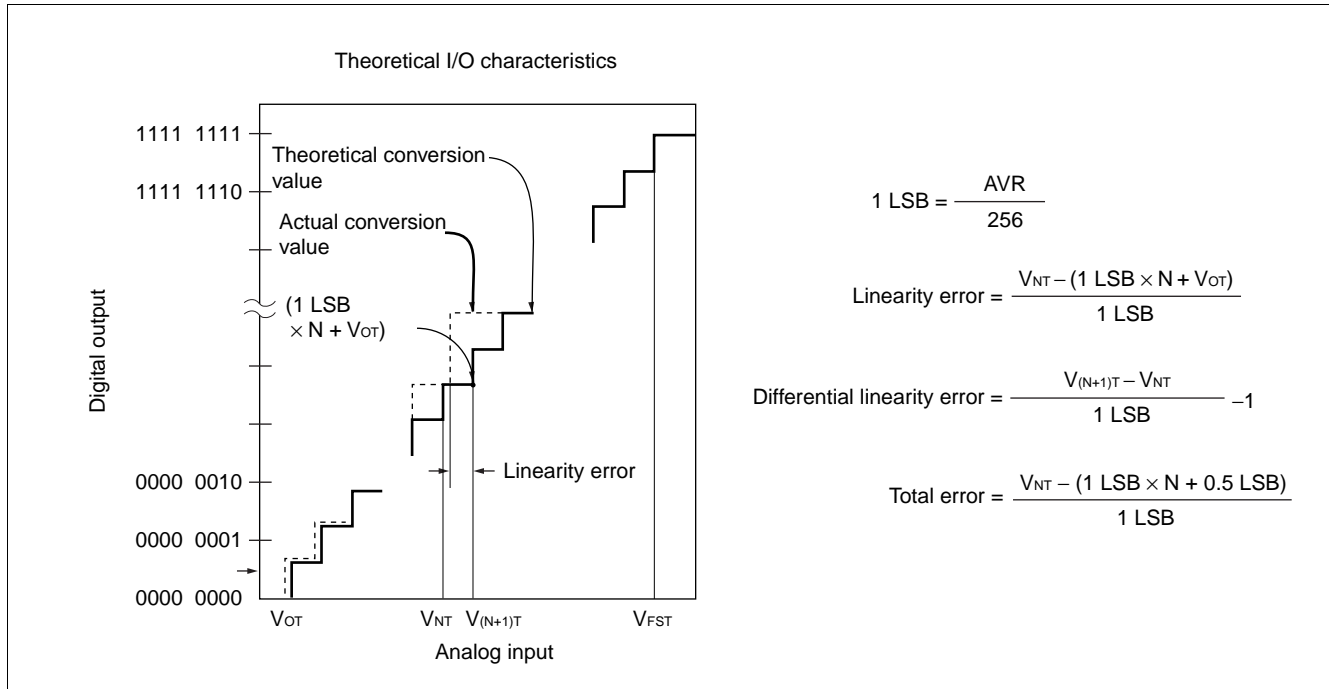 Theoretical I/O characteristics
1111 1111
Theoretical conversion
value
1111 1110
Actual conversion
value
(1 LSB
× N + VOT)
Digital output
Linearity error
0000 0010
0000 0001
0000 0000
VOT
VNT
V(N+1)T
VFST
Analog input
1 LSB = AVR
256
Linearity error = VNT – (1 LSB × N + VOT)
1 LSB
Differential linearity error = V(N+1)T – VNT
1 LSB
–1
Total error = VNT – (1 LSB × N + 0.5 LSB)
1 LSB